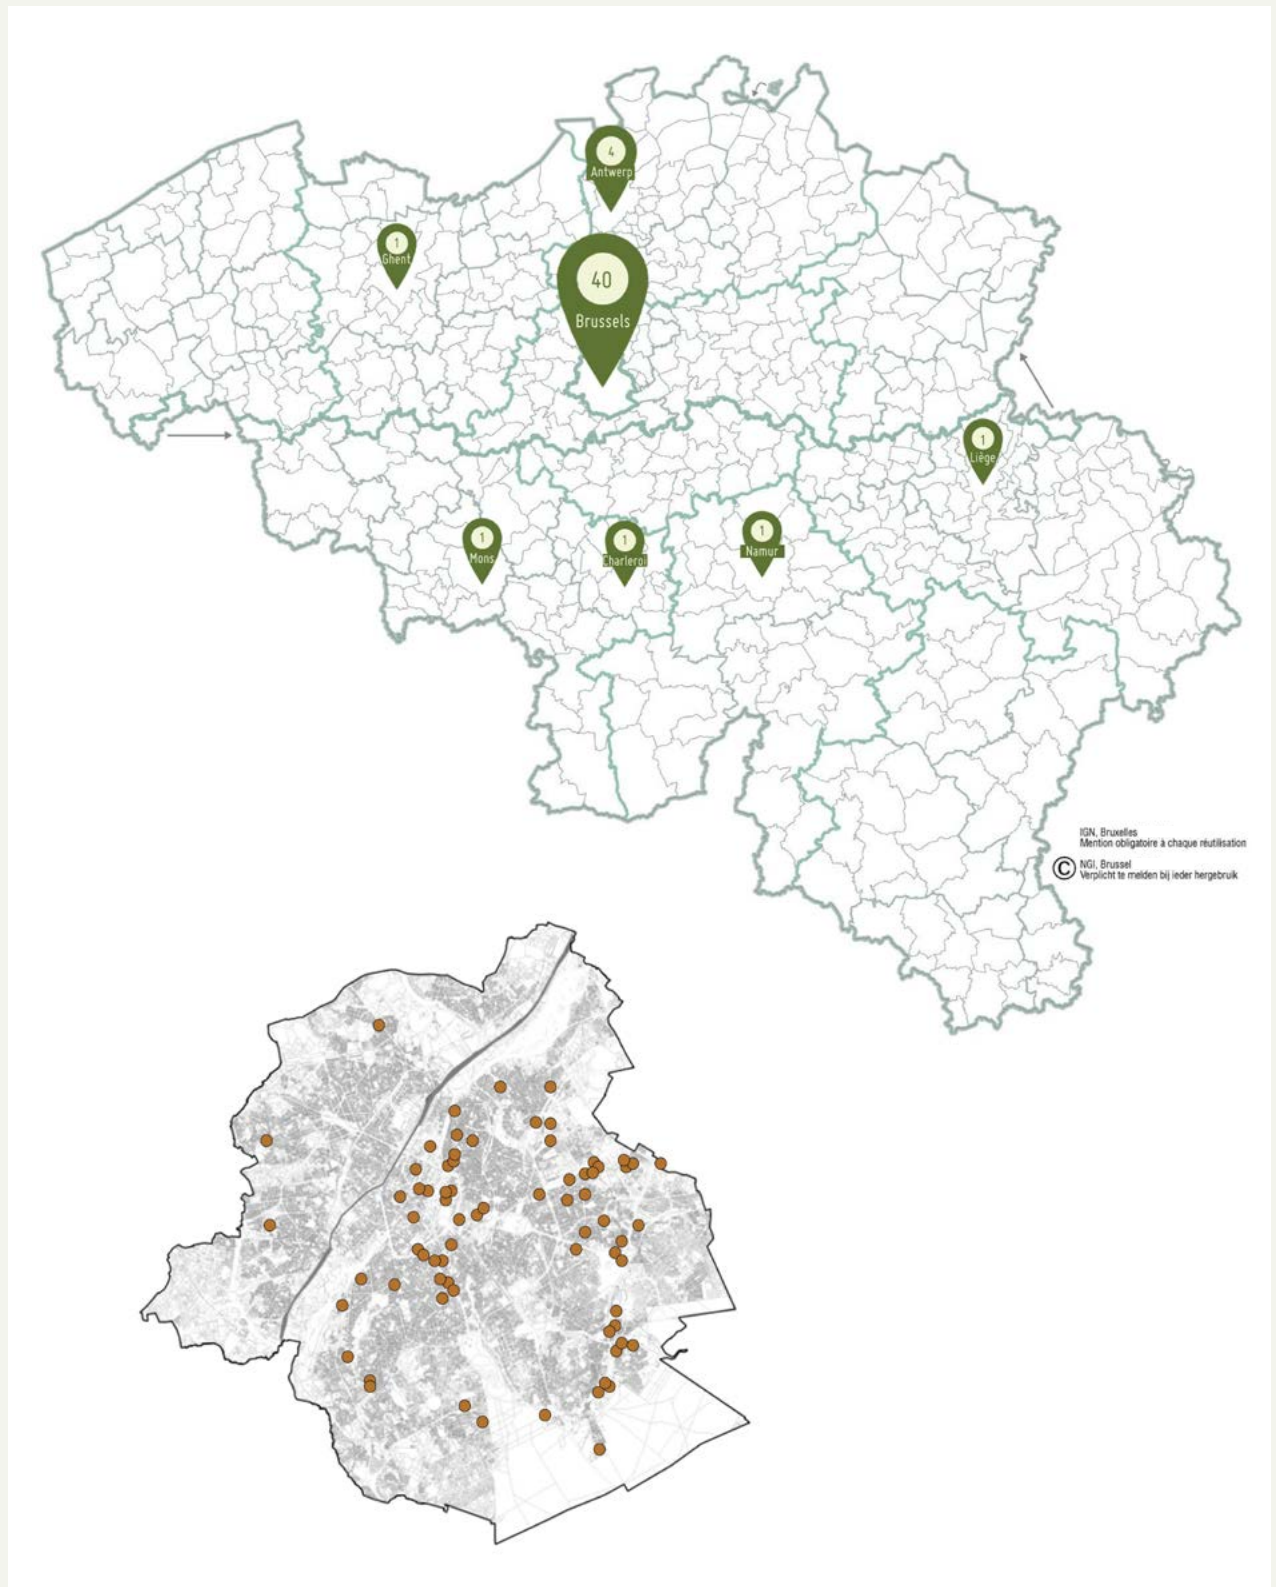 4
Antwerp
1
Ghent
40
Brussels
1
Liège
1
Mons
1
Charleroi
1
Namur
IGN, Bruxelles
Mention obligatoire à chaque réutilisation
© NGI, Brussel
Verplicht te melden bij ieder hergebruik